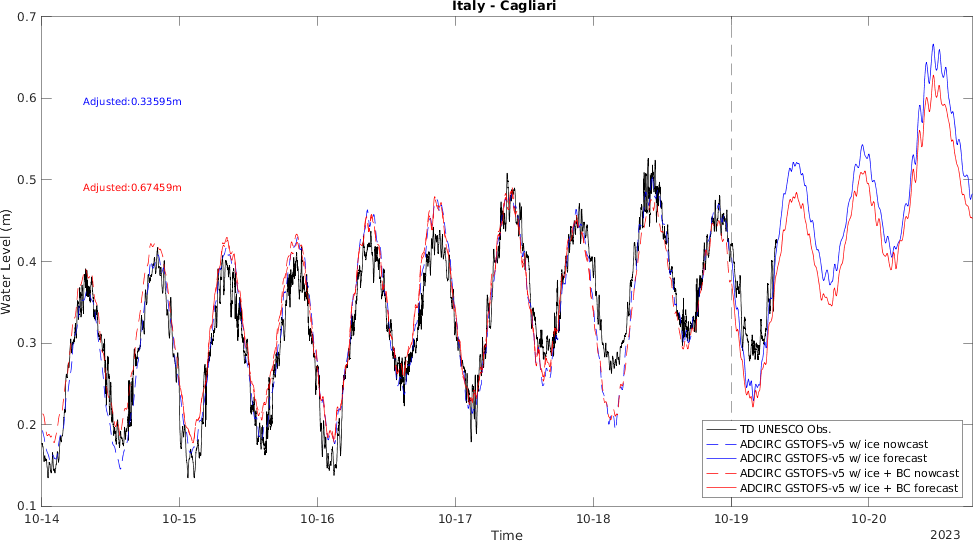 Italy - Cagliari
0.7
0.6
0.5
0.4
0.3
0.2
0.1
Water Level (m)
Adjusted:0.33595m
Adjusted:0.67459m
TD UNESCO Obs.
ADCIRC GSTOFS-v5 w/ ice nowcast
ADCIRC GSTOFS-v5 w/ ice forecast
ADCIRC GSTOFS-v5 w/ ice + BC nowcast
ADCIRC GSTOFS-v5 w/ ice + BC forecast
10-14 10-15 10-16 10-17 10-18 10-19 10-20
Time
2023